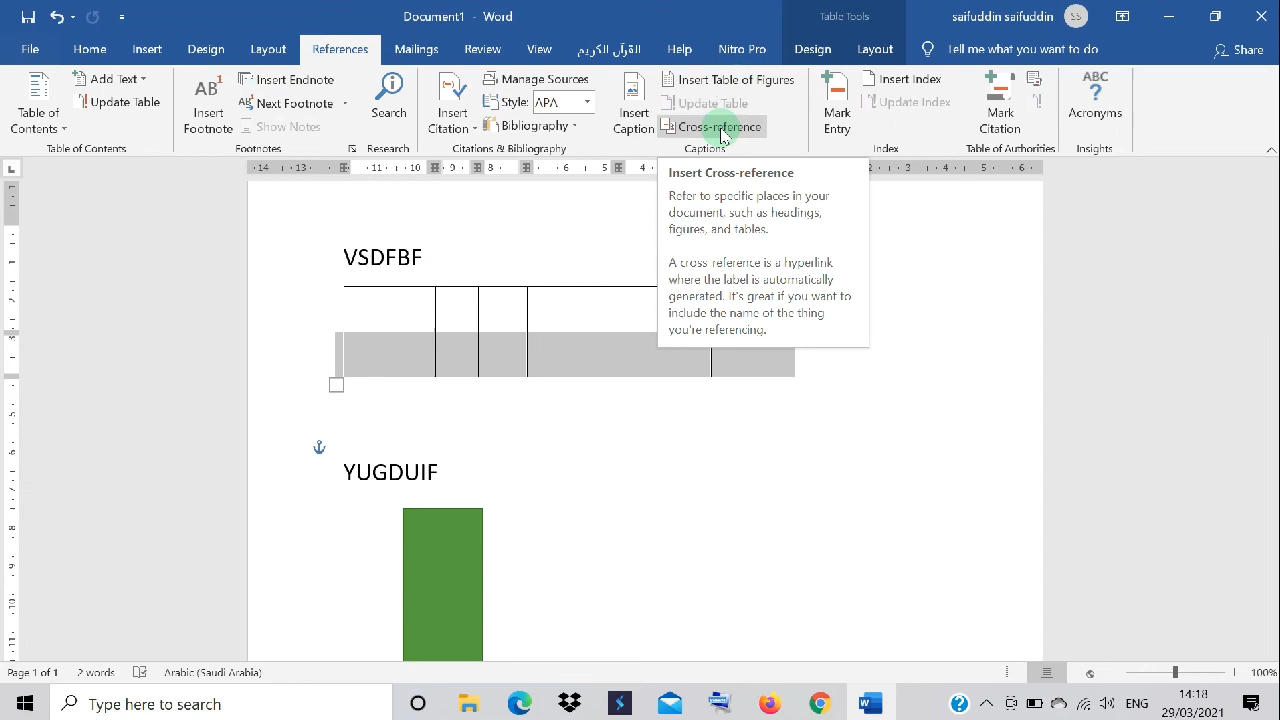 Document1 - Word
Table Tools
saifuddin saifuddin
SS
File
Home
Insert
Design
Layout
References
Mailings
Review
View
القرآن الكريم
Help
Nitro Pro
Design
Layout
Tell me what you want to do
Share
Table of
Contents
Add Text
Update Table
Table of Contents
AB1
Insert
Footnote
Insert Endnote
Next Footnote
Show Notes
Footnotes
Search
Research
Insert
Citation
Manage Sources
Style: APA
Bibliography
Citations & Bibliography
Insert
Caption
Insert Table of Figures
Update Table
Cross-reference
Captions
Mark
Entry
Insert Index
Update Index
Index
Mark
Citation
Table of Authorities
ABC
?
Acronyms
Insights
Insert Cross-reference
Refer to specific places in your
document, such as headings,
figures, and tables.
A cross reference is a hyperlink
where the label is automatically
generated. It's great if you want to
include the name of the thing
you're referencing.
VSDFBF
YUGDUIF
Page 1 of 1
2 words
Arabic (Saudi Arabia)
100%
Type here to search
ENG
14:18
29/03/2021